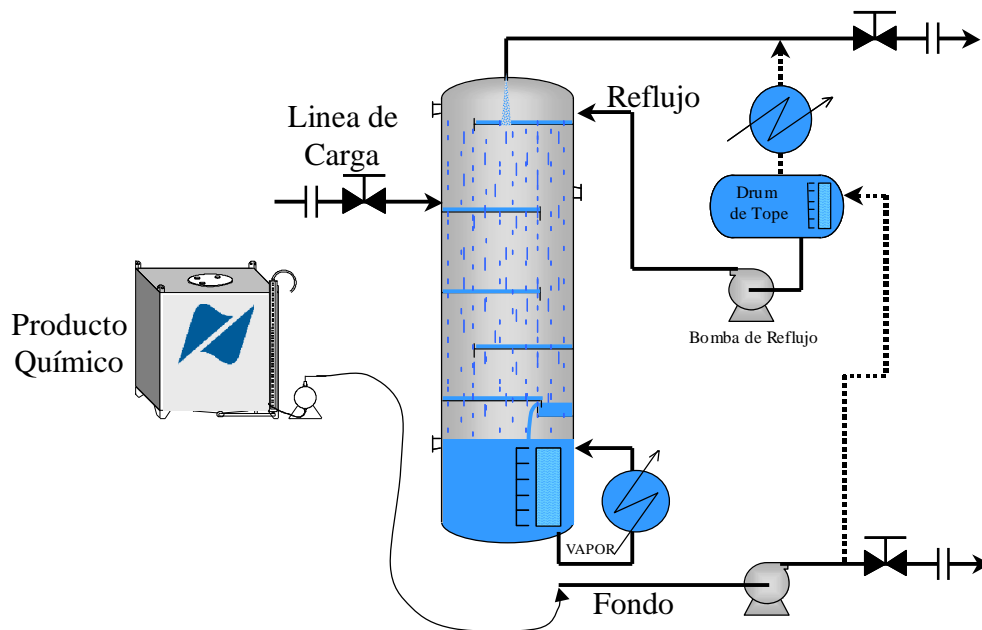 Reflujo
Linea de
Carga
Drum
de Tope
Producto
Químico
Bomba de Reflujo
VAPOR
Fondo